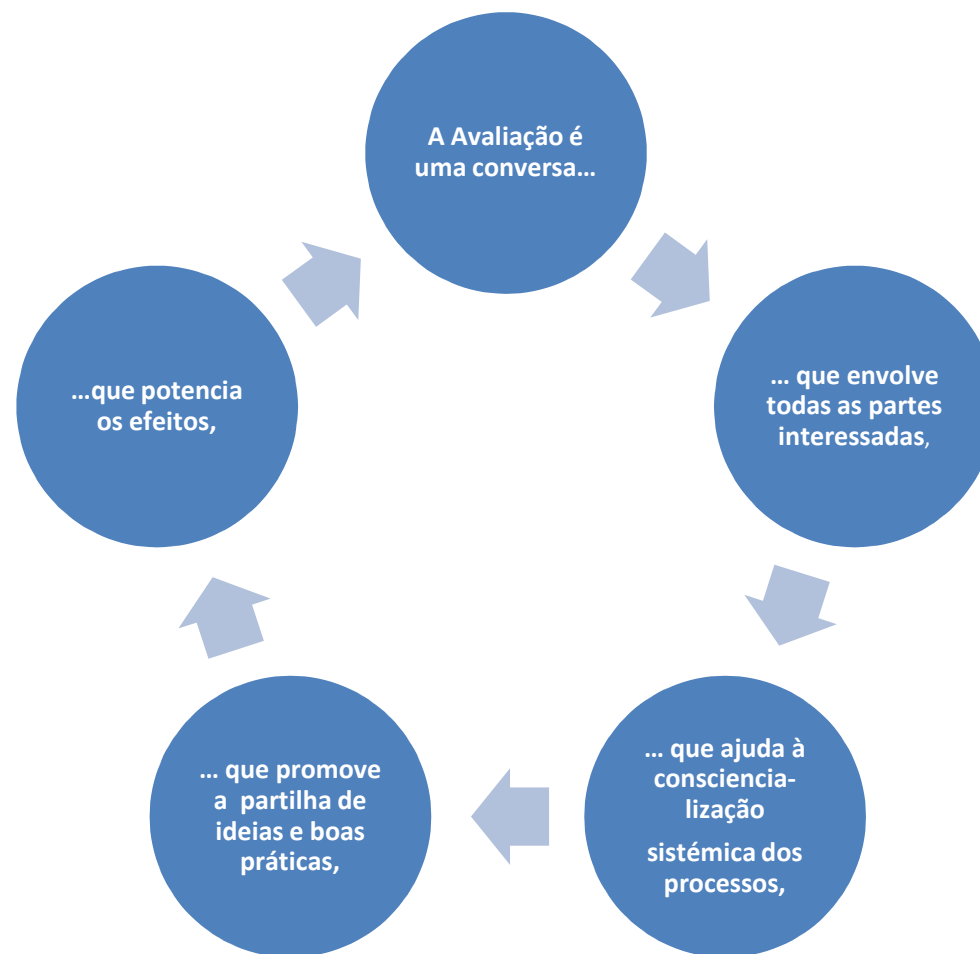 A Avaliação é
uma conversa…
… que envolve
todas as partes
interessadas,
… que ajuda à
consciencia-
lização
sistémica dos
processos,
… que promove
a  partilha de
ideias e boas
práticas,
…que potencia
os efeitos,